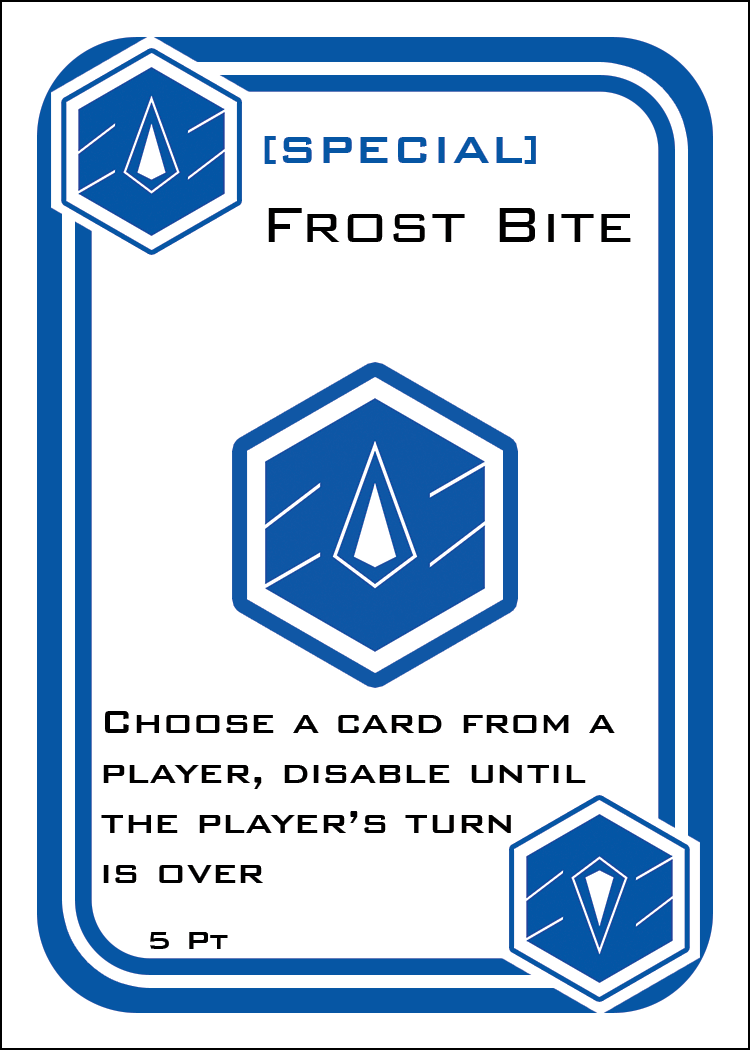 [SPECIAL]
Frost Bite
Choose a card from a
player, disable until
the player’s turn
is over
5 Pt